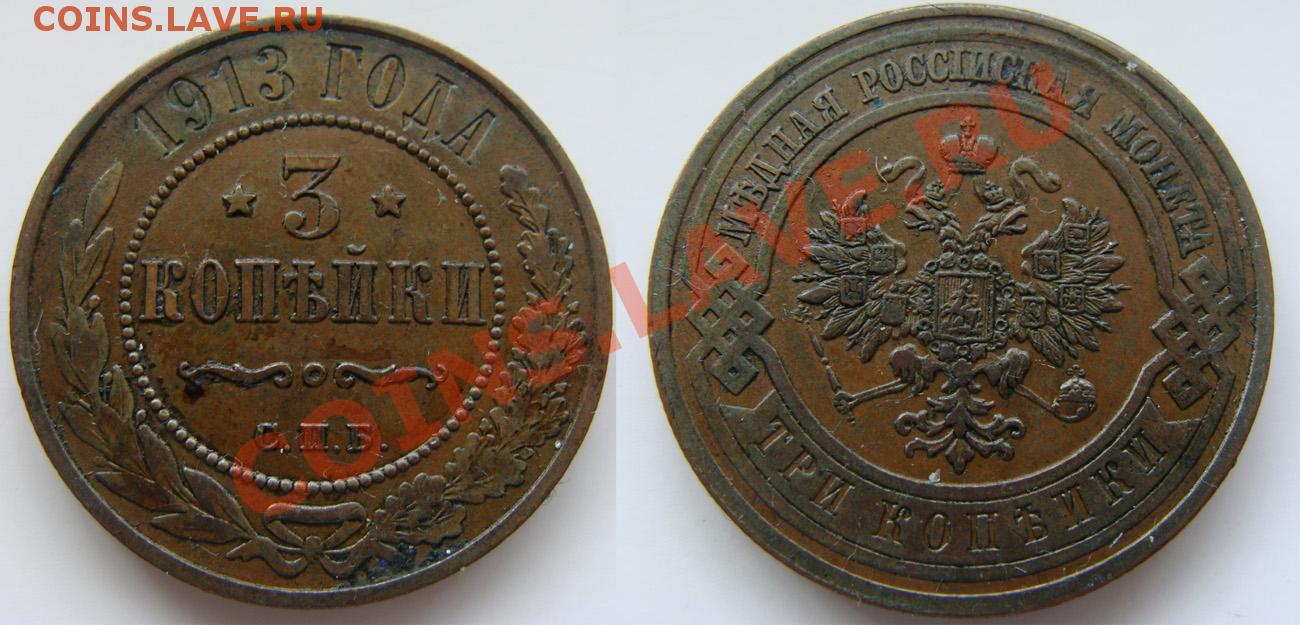 COINS.LAVE.RU
1913 ГОДА
3
КОПѢЙКИ
С.П.Б.
МѢДНАЯ РОССІЙСКАЯ МОНЕТА
ТРИ КОПѢЙКИ
COINS.LAVE.RU